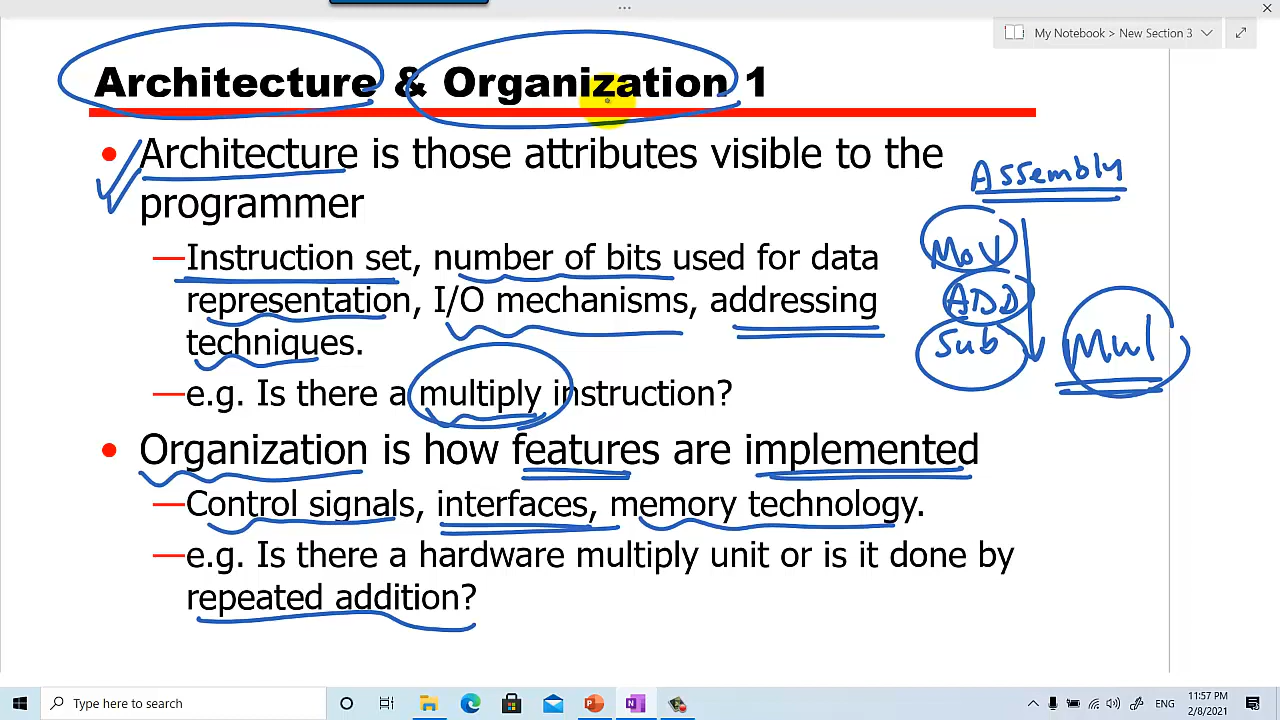 My Notebook > New Section 3
Architecture & Organization 1
• Architecture is those attributes visible to the
programmer
—Instruction set, number of bits used for data
representation, I/O mechanisms, addressing
techniques.
—e.g. Is there a multiply instruction?
Assembly
MoV
ADD
Sub
Mul
• Organization is how features are implemented
—Control signals, interfaces, memory technology.
—e.g. Is there a hardware multiply unit or is it done by
repeated addition?
Type here to search
ENG
11:57 PM
2/8/2021